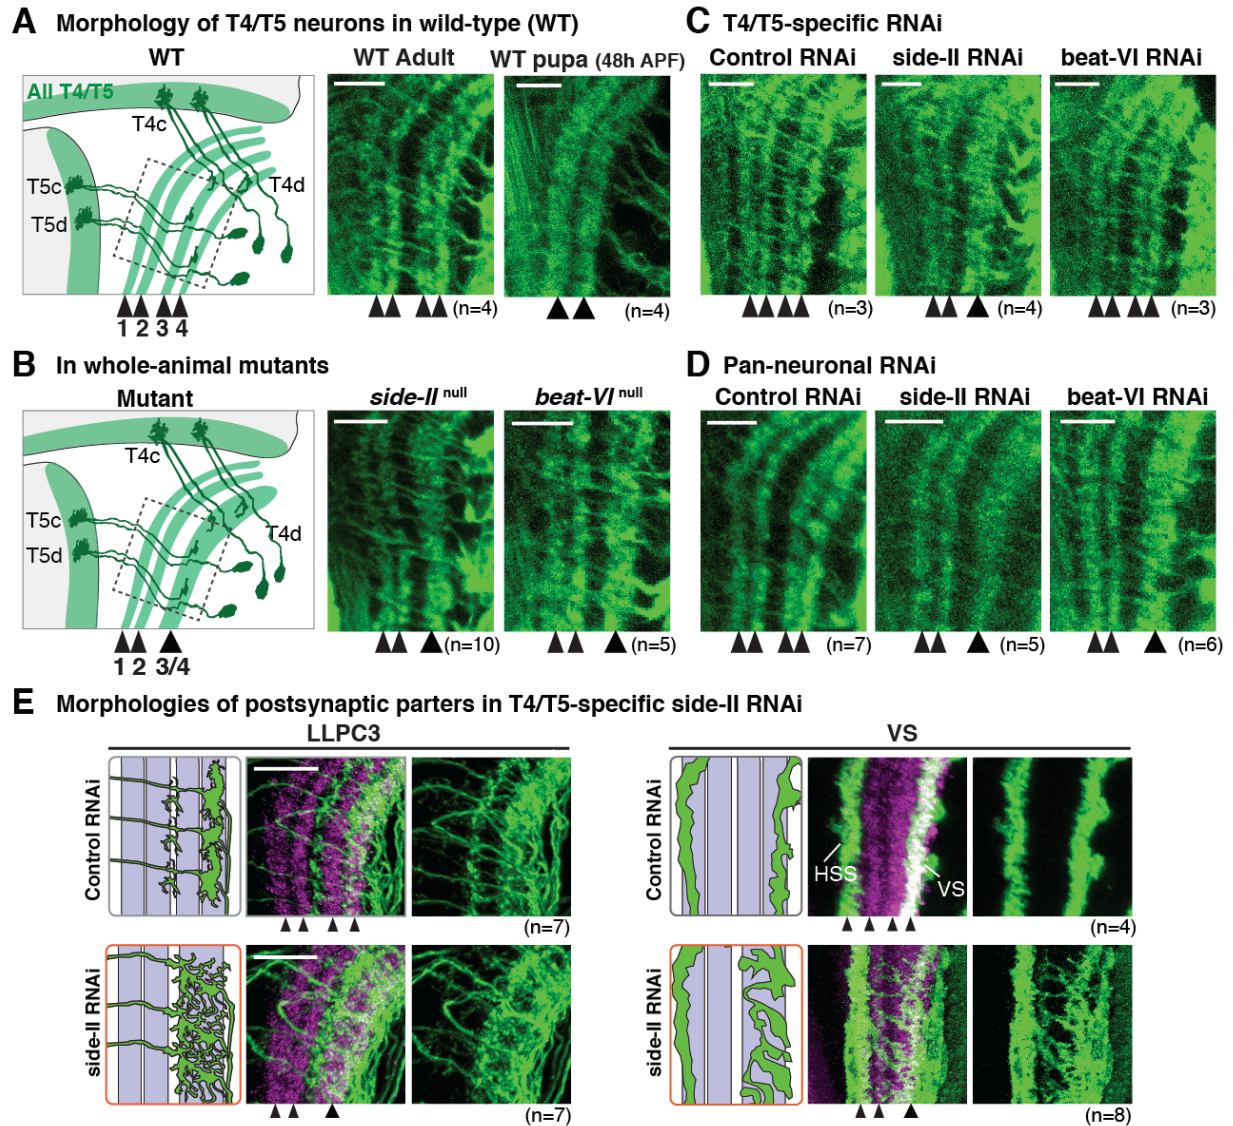 A Morphology of T4/T5 neurons in wild-type (WT)
WT
WT Adult
WT pupa (48h APF)
All T4/T5
T4c
T5c
T5d
T4d
1 2 3 4
(n=4)
(n=4)
C T4/T5-specific RNAi
Control RNAi
side-II RNAi
beat-VI RNAi
(n=3)
(n=4)
(n=3)
B In whole-animal mutants
Mutant
side-II null
beat-VI null
T4c
T5c
T5d
T4d
1 2 3/4
(n=10)
(n=5)
D Pan-neuronal RNAi
Control RNAi
side-II RNAi
beat-VI RNAi
(n=7)
(n=5)
(n=6)
E Morphologies of postsynaptic parters in T4/T5-specific side-II RNAi
LLPC3
VS
Control RNAi
(n=7)
Control RNAi
HSS
VS
(n=4)
side-II RNAi
(n=7)
side-II RNAi
(n=8)